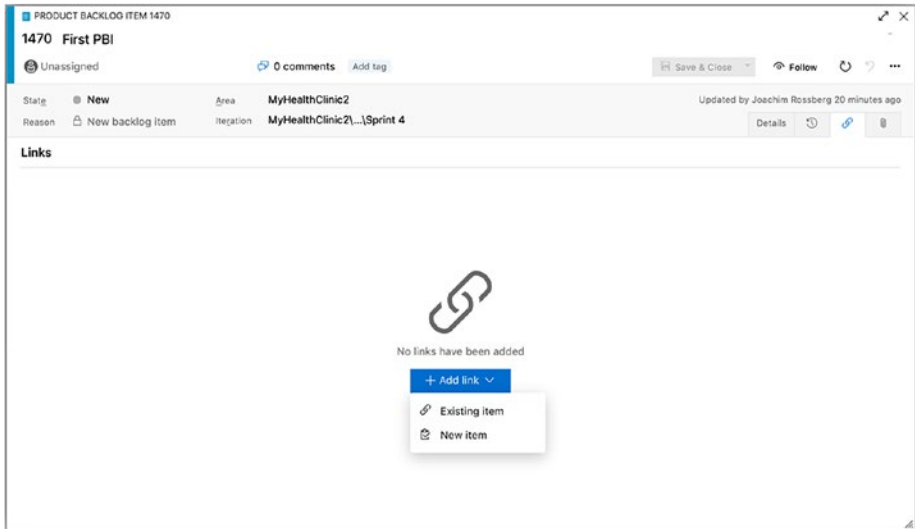 PRODUCT BACKLOG ITEM 1470
1470 First PBI
Unassigned 0 comments Add tag Save & Close Follow
State New Area MyHealthClinic2 Updated by Joachim Rossberg 20 minutes ago
Reason New backlog item Iteration MyHealthClinic2\...\Sprint 4 Details
Links
No links have been added
+ Add link
Existing item
New item